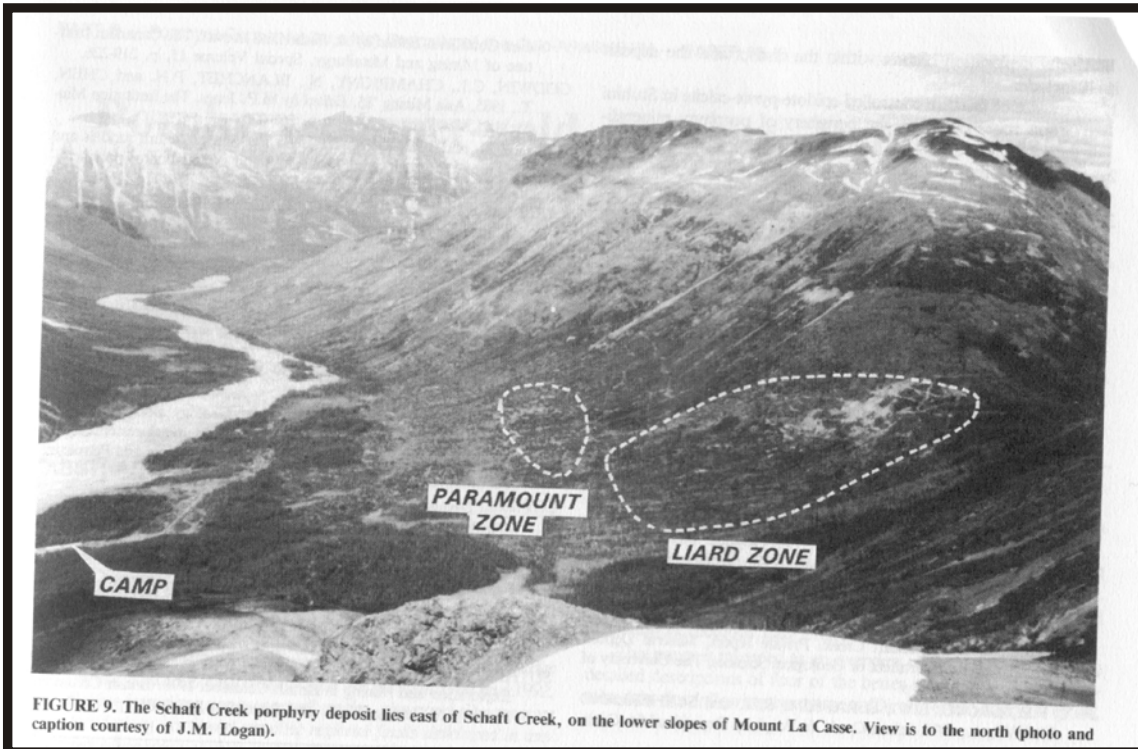 PARAMOUNT
ZONE
LIARD ZONE
CAMP
FIGURE 9. The Schaft Creek porphyry deposit lies east of Schaft Creek, on the lower slopes of Mount La Casse. View is to the north (photo and
caption courtesy of J.M. Logan).